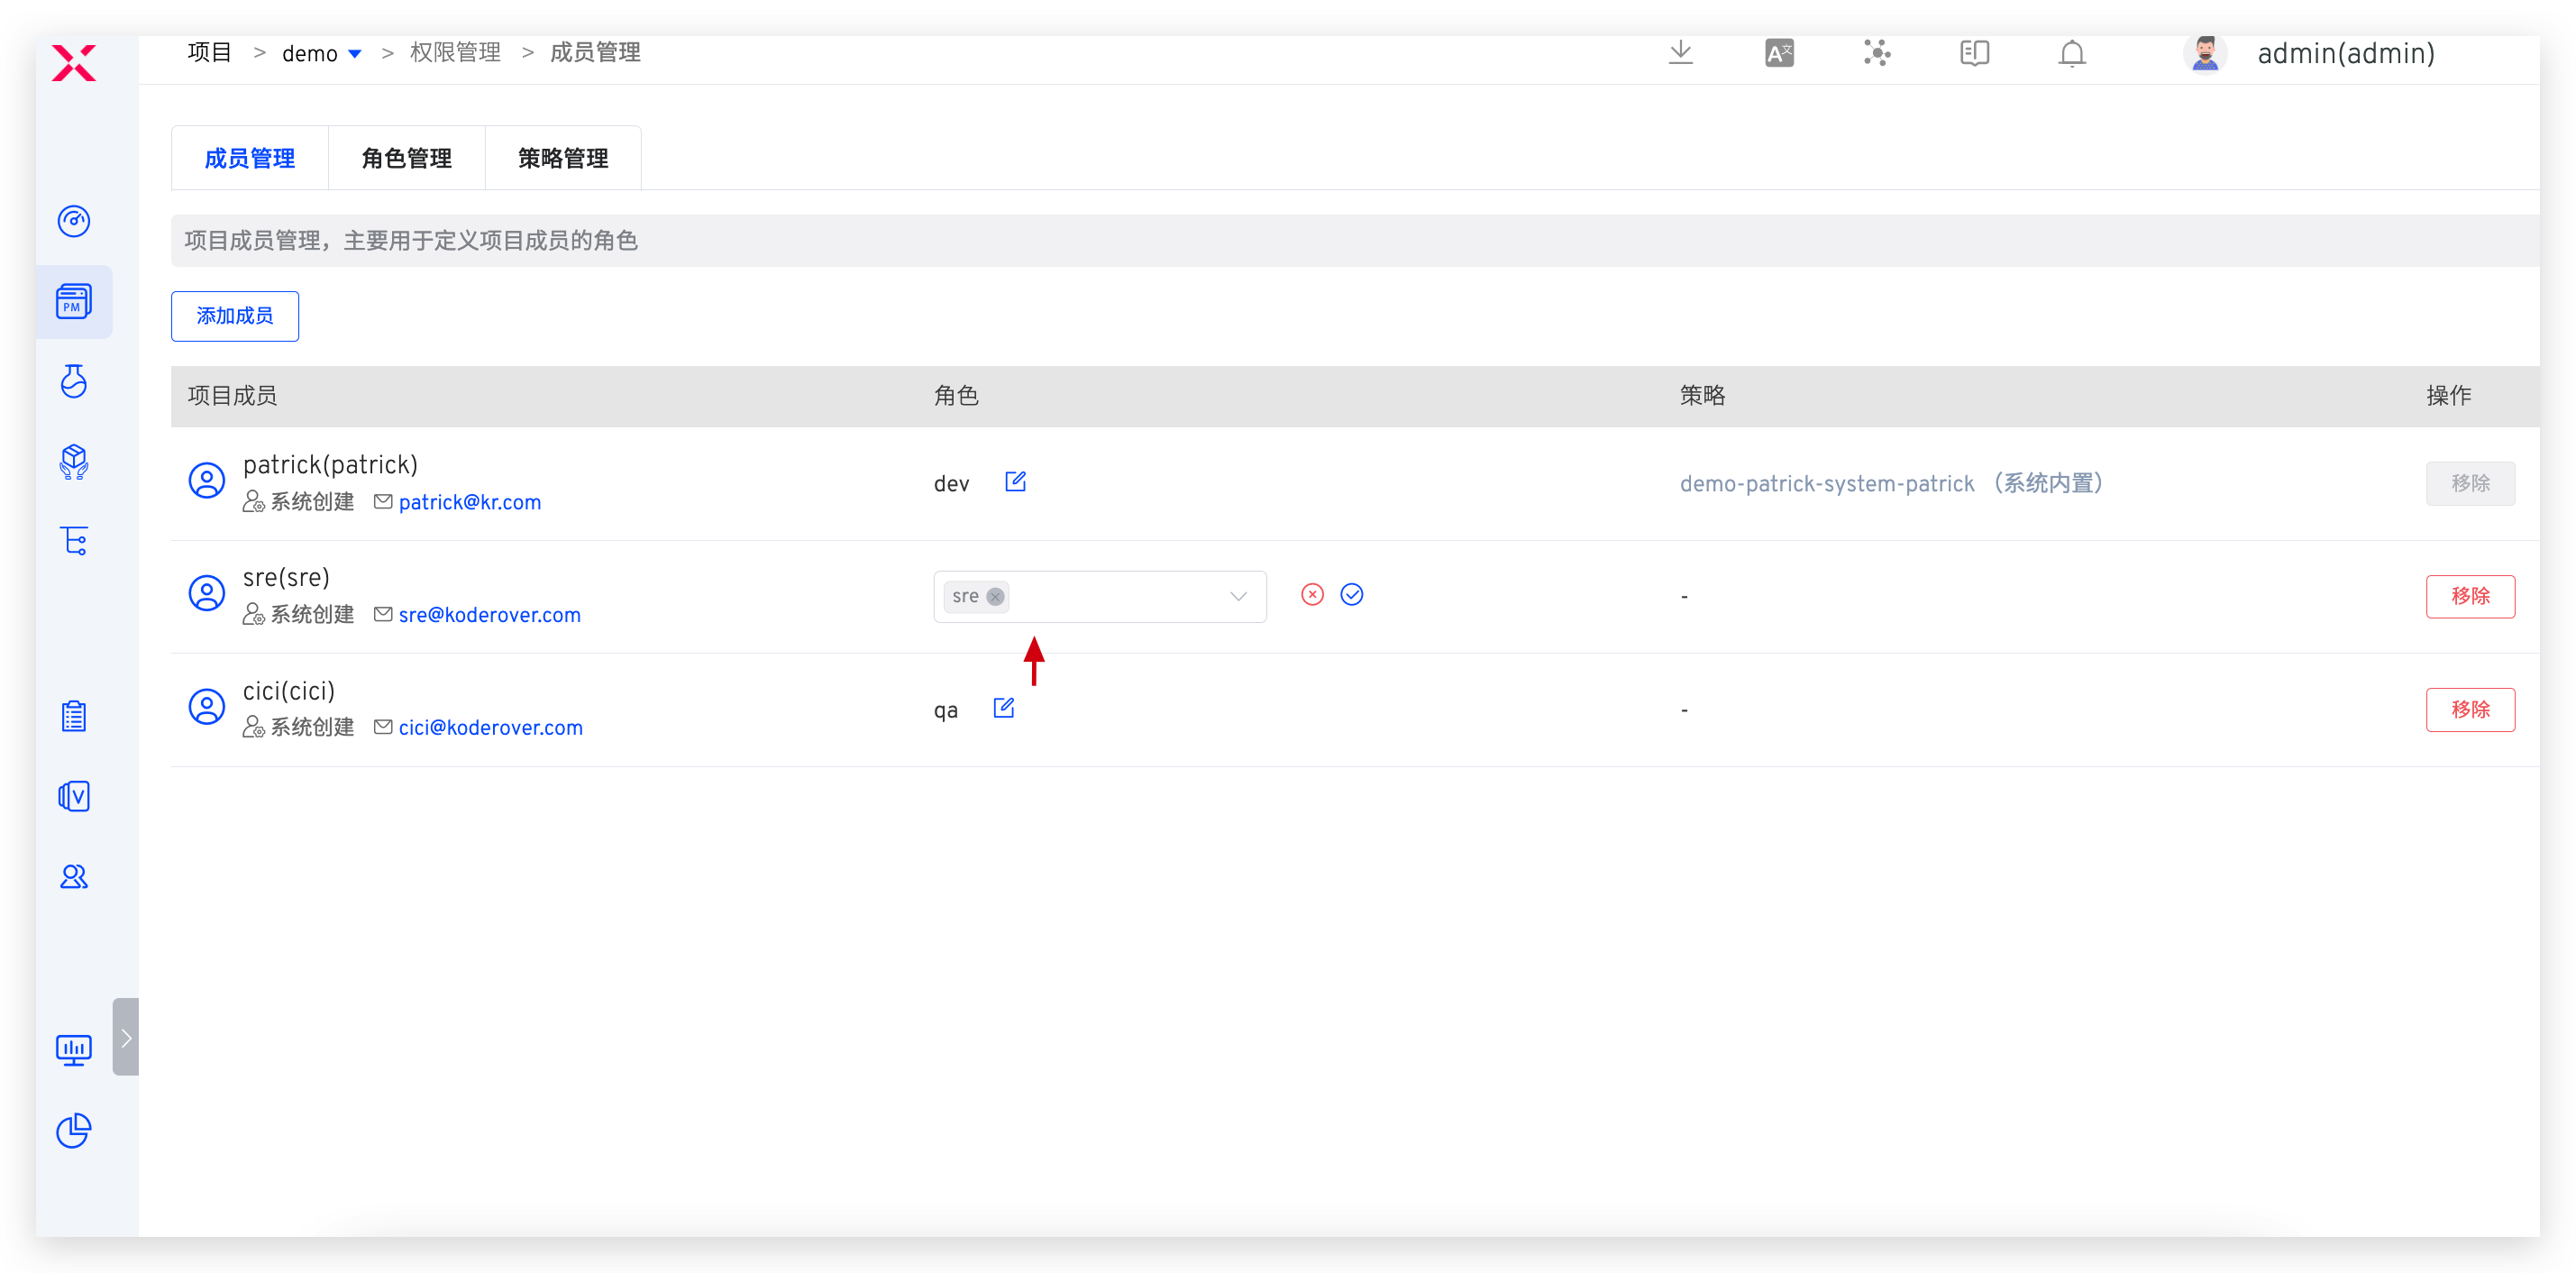 项目 > demo > 权限管理 > 成员管理
A文
admin(admin)
成员管理 角色管理 策略管理
项目成员管理，主要用于定义项目成员的角色
添加成员
项目成员 角色 策略 操作
patrick(patrick)
系统创建 patrick@kr.com
dev
demo-patrick-system-patrick （系统内置）
移除
sre(sre)
系统创建 sre@koderover.com
sre
-
移除
cici(cici)
系统创建 cici@koderover.com
qa
-
移除
PM
V